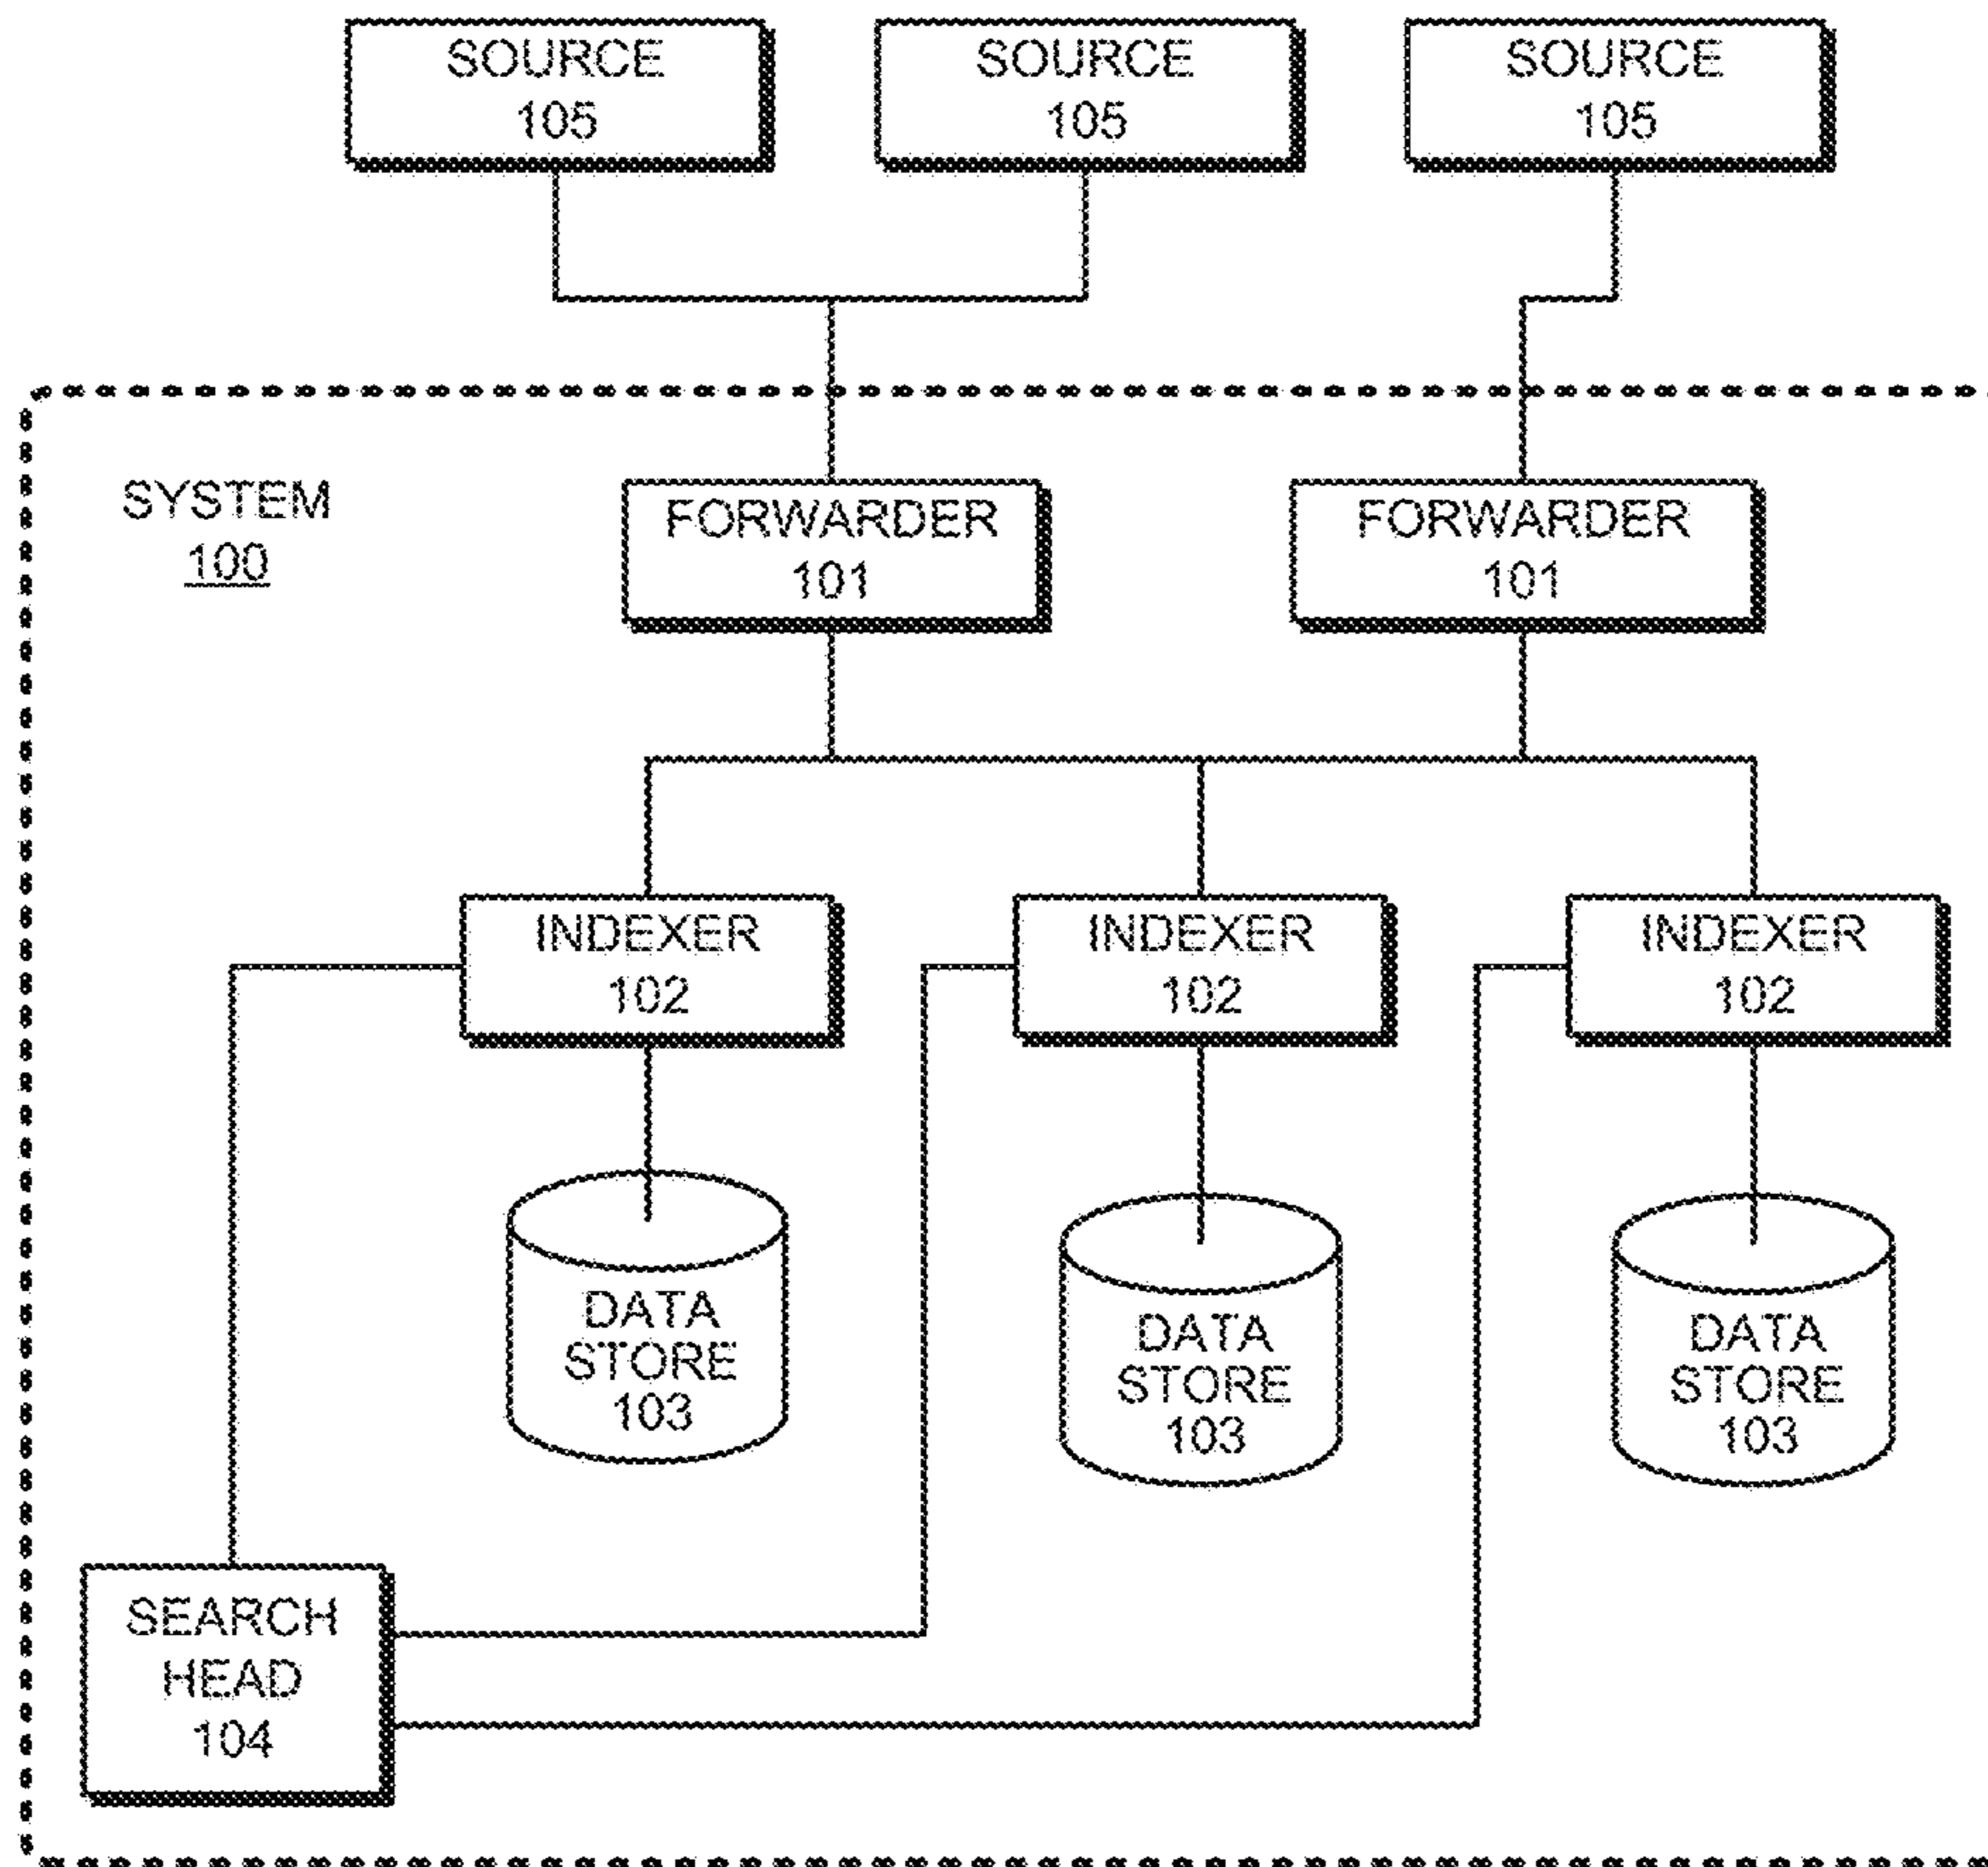 SOURCE
105
SOURCE
105
SOURCE
105
SYSTEM
100
FORWARDER
101
FORWARDER
101
INDEXER
102
INDEXER
102
INDEXER
102
DATA
STORE
103
DATA
STORE
103
DATA
STORE
103
SEARCH
HEAD
104